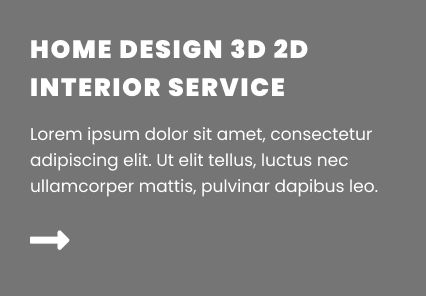 HOME DESIGN 3D 2D
INTERIOR SERVICE
Lorem ipsum dolor sit amet, consectetur
adipiscing elit. Ut elit tellus, luctus nec
ullamcorper mattis, pulvinar dapibus leo.